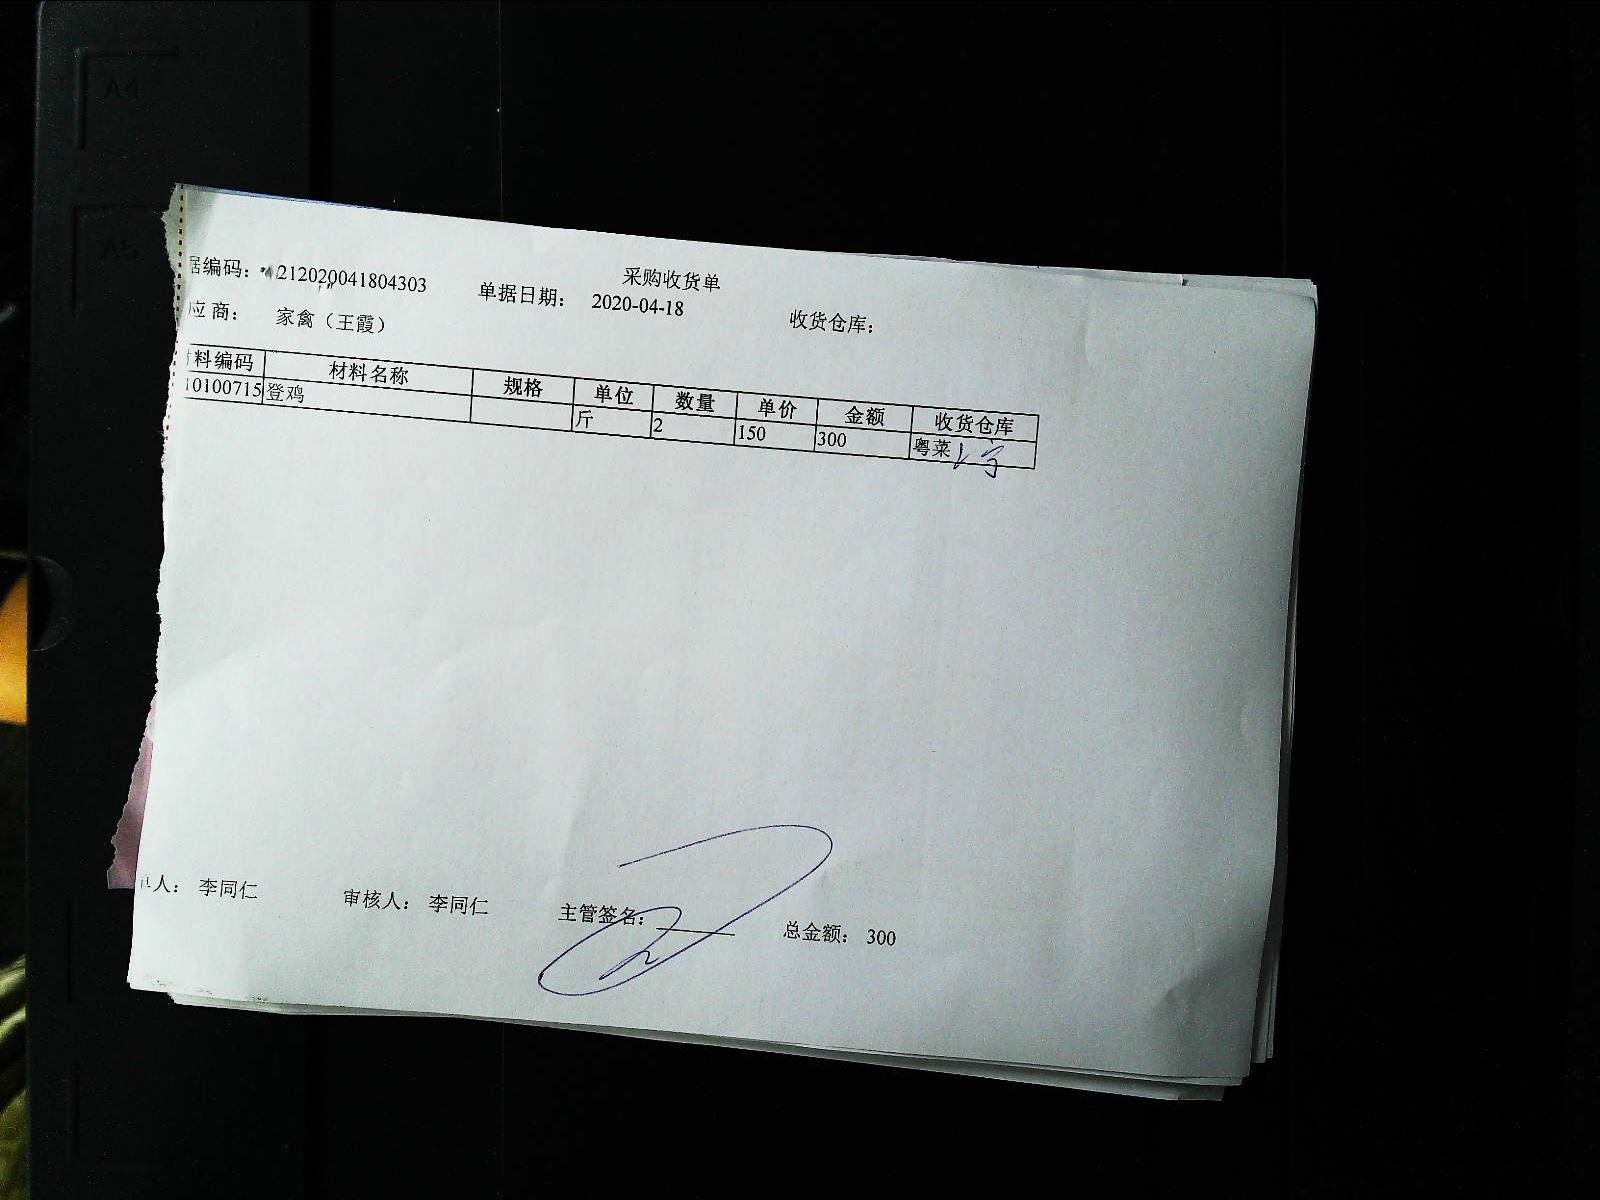 采购收货单
据编码: 212020041804303 单据日期: 2020-04-18 收货仓库:
应商: 家禽（王霞）
料编码 材料名称 规格 单位 数量 单价 金额 收货仓库
10100715 登鸡 斤 2 150 300 粤菜
人: 李同仁 审核人: 李同仁 主管签名: 总金额: 300
A4
A5